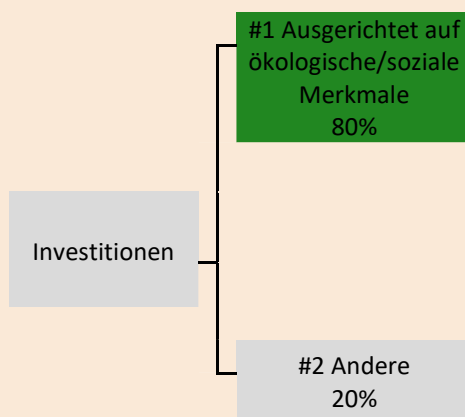 #1 Ausgerichtet auf
ökologische/soziale
Merkmale
80%
Investitionen
#2 Andere
20%